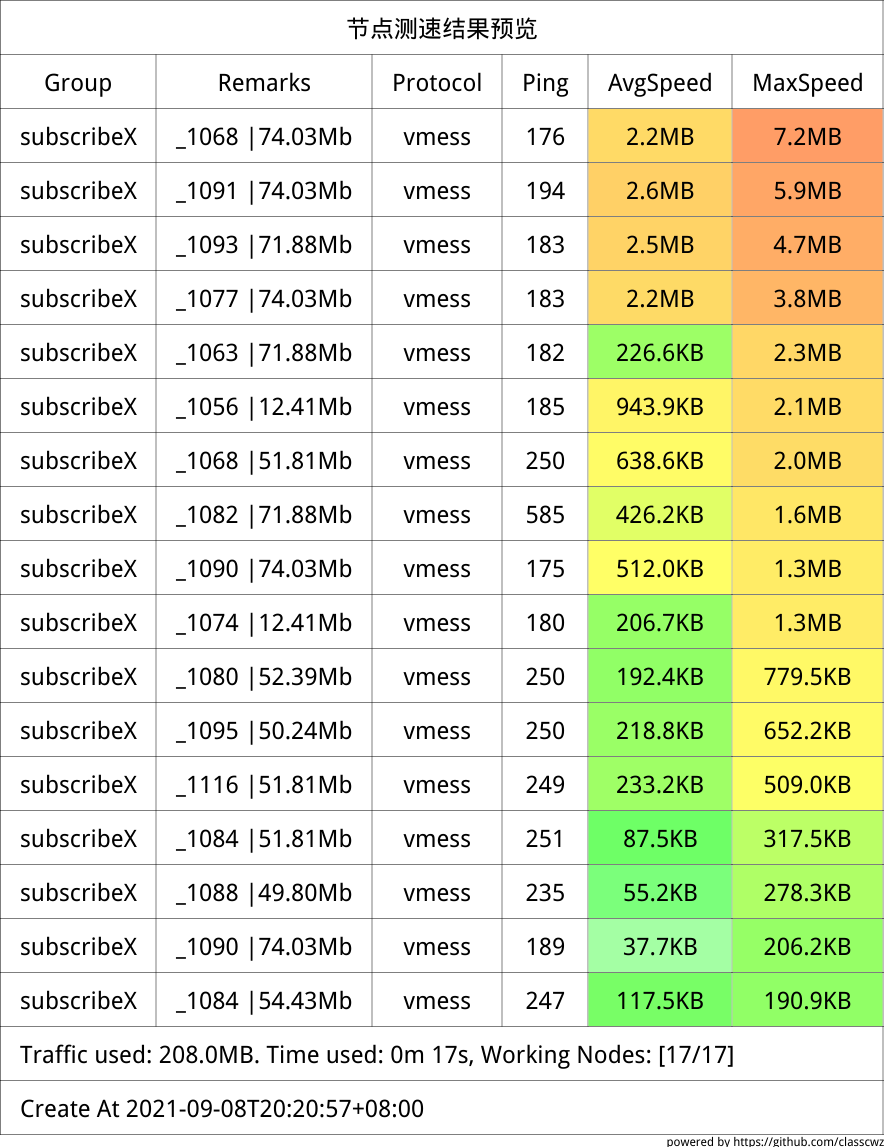 节点测速结果预览
Group Remarks Protocol Ping AvgSpeed MaxSpeed
subscribeX _1068 |74.03Mb vmess 176 2.2MB 7.2MB
subscribeX _1091 |74.03Mb vmess 194 2.6MB 5.9MB
subscribeX _1093 |71.88Mb vmess 183 2.5MB 4.7MB
subscribeX _1077 |74.03Mb vmess 183 2.2MB 3.8MB
subscribeX _1063 |71.88Mb vmess 182 226.6KB 2.3MB
subscribeX _1056 |12.41Mb vmess 185 943.9KB 2.1MB
subscribeX _1068 |51.81Mb vmess 250 638.6KB 2.0MB
subscribeX _1082 |71.88Mb vmess 585 426.2KB 1.6MB
subscribeX _1090 |74.03Mb vmess 175 512.0KB 1.3MB
subscribeX _1074 |12.41Mb vmess 180 206.7KB 1.3MB
subscribeX _1080 |52.39Mb vmess 250 192.4KB 779.5KB
subscribeX _1095 |50.24Mb vmess 250 218.8KB 652.2KB
subscribeX _1116 |51.81Mb vmess 249 233.2KB 509.0KB
subscribeX _1084 |51.81Mb vmess 251 87.5KB 317.5KB
subscribeX _1088 |49.80Mb vmess 235 55.2KB 278.3KB
subscribeX _1090 |74.03Mb vmess 189 37.7KB 206.2KB
subscribeX _1084 |54.43Mb vmess 247 117.5KB 190.9KB
Traffic used: 208.0MB. Time used: 0m 17s, Working Nodes: [17/17]
Create At 2021-09-08T20:20:57+08:00
powered by https://github.com/classcwz